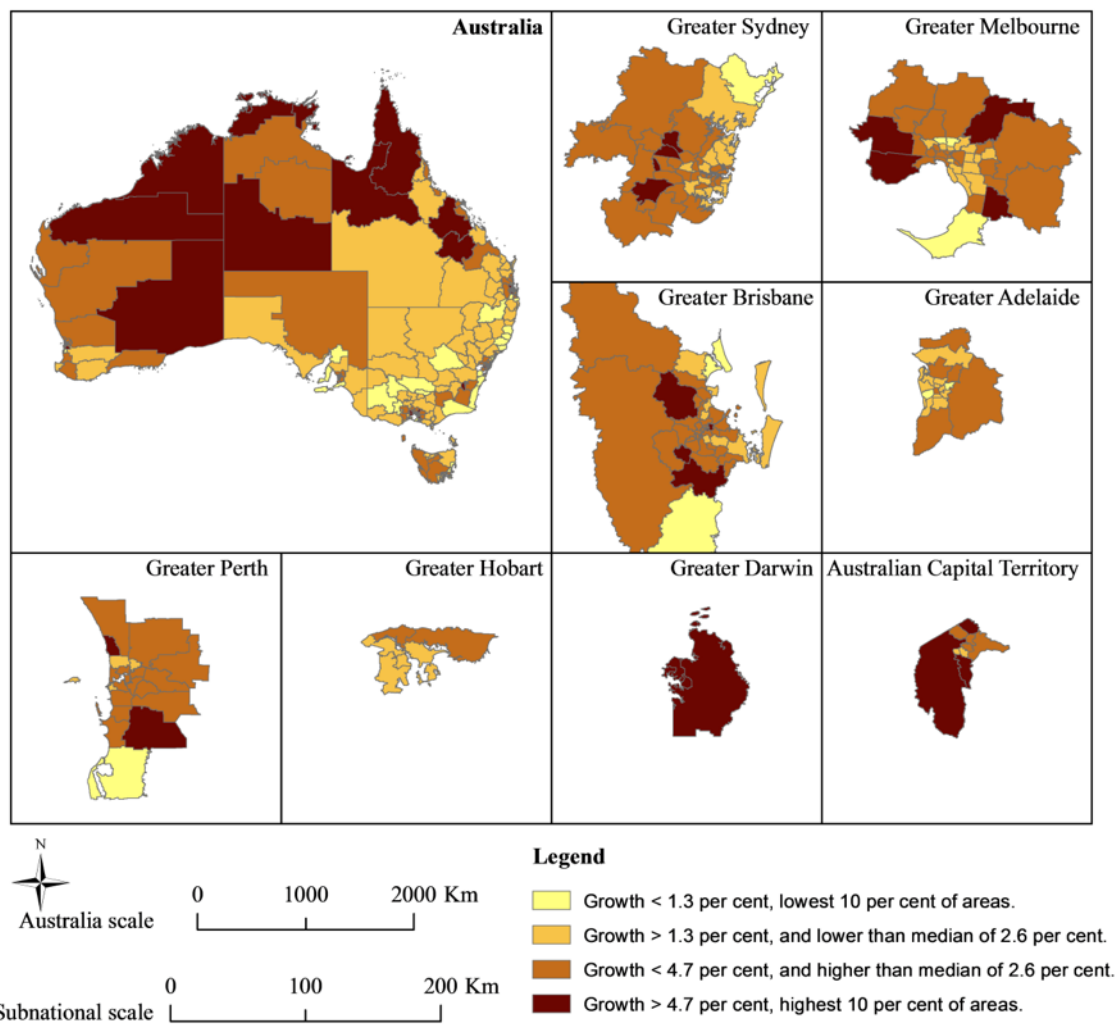 Australia
Greater Sydney
Greater Melbourne
Greater Brisbane
Greater Adelaide
Greater Perth
Greater Hobart
Greater Darwin
Australian Capital Territory
N
Australia scale
0 1000 2000 Km
Subnational scale
0 100 200 Km
Legend
Growth < 1.3 per cent, lowest 10 per cent of areas.
Growth > 1.3 per cent, and lower than median of 2.6 per cent.
Growth < 4.7 per cent, and higher than median of 2.6 per cent.
Growth > 4.7 per cent, highest 10 per cent of areas.